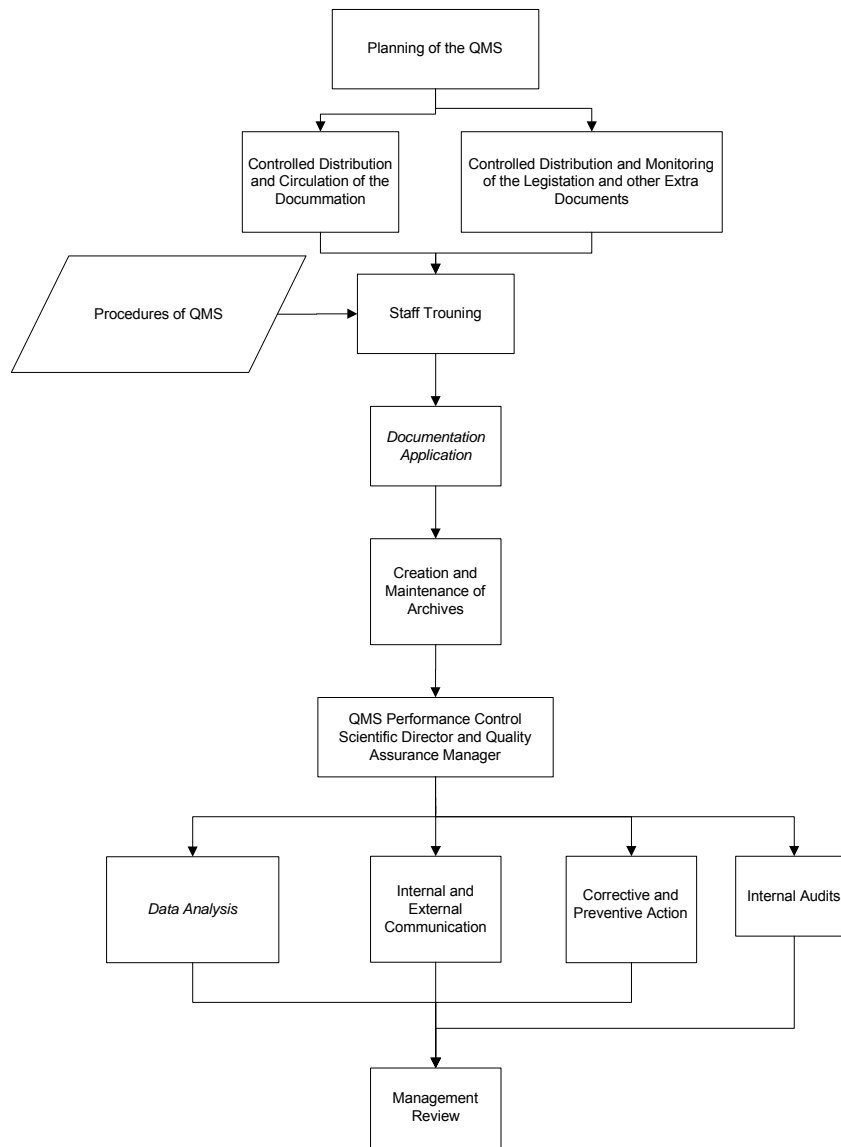 Planning of the QMS
Controlled Distribution
and Circulation of the
Docummation
Controlled Distribution and Monitoring
of the Legistation and other Extra
Documents
Procedures of QMS
Staff Trouning
Documentation
Application
Creation and
Maintenance of
Archives
QMS Performance Control
Scientific Director and Quality
Assurance Manager
Data Analysis
Internal and
External
Communication
Corrective and
Preventive Action
Internal Audits
Management
Review